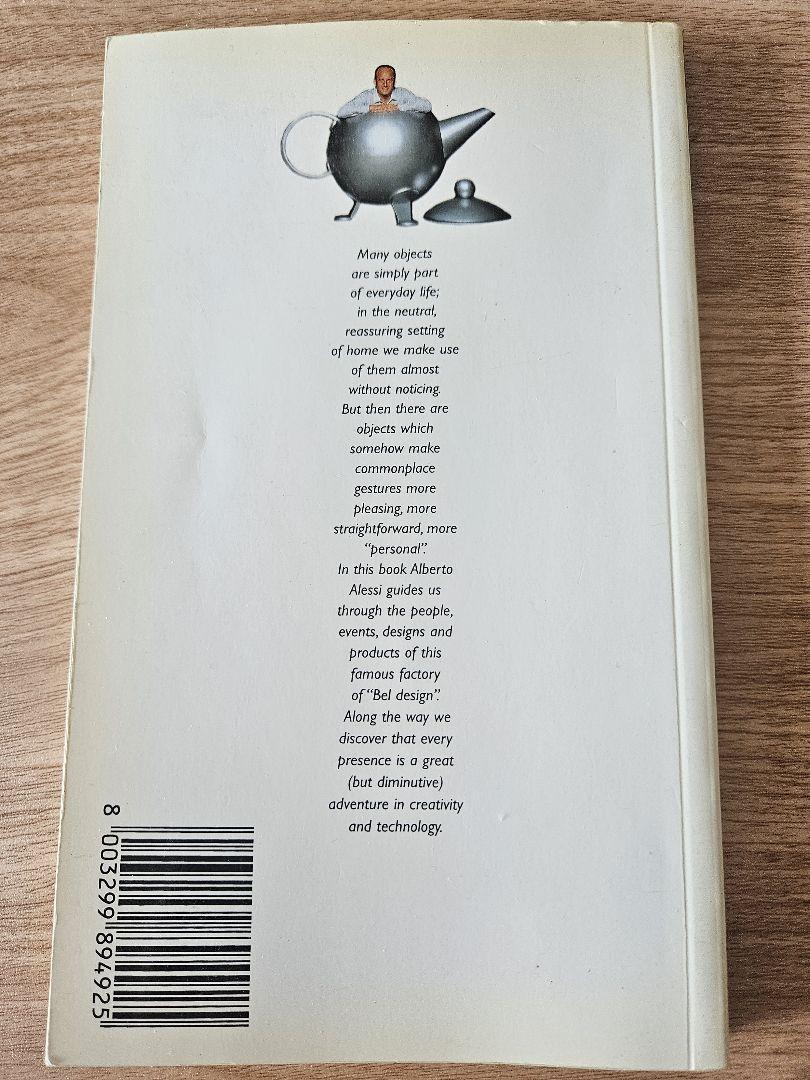 Many objects
are simply part
of everyday life;
in the neutral,
reassuring setting
of home we make use
of them almost
without noticing.
But then there are
objects which
somehow make
commonplace
gestures more
pleasing, more
straightforward, more
“personal”.
In this book Alberto
Alessi guides us
through the people,
events, designs and
products of this
famous factory
of “Bel design”.
Along the way we
discover that every
presence is a great
(but diminutive)
adventure in creativity
and technology.
8 003299 894925